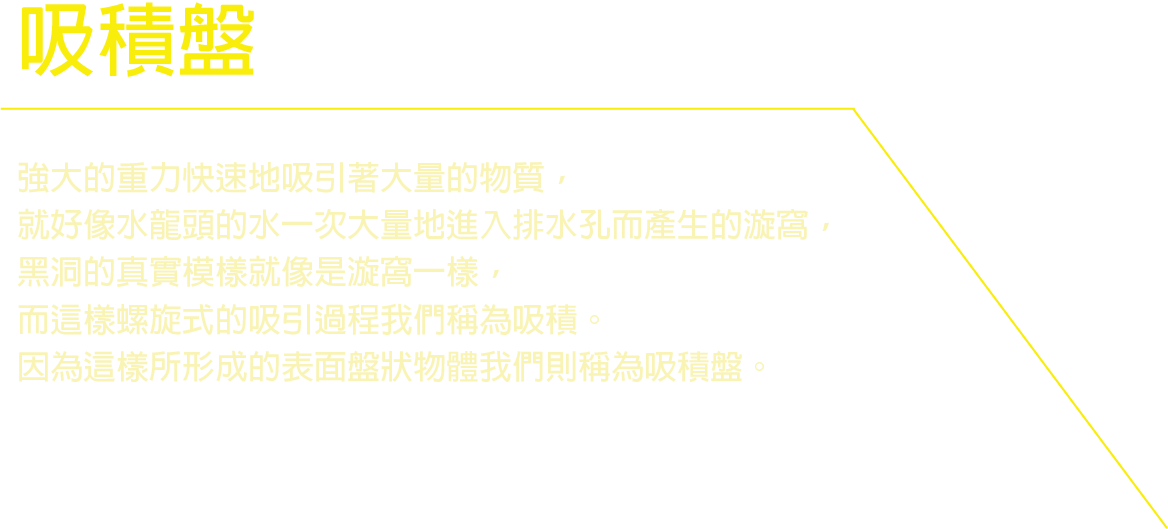 吸積盤
強大的重力快速地吸引著大量的物質，
就好像水龍頭的水一次大量地進入排水孔而產生的漩窩，
黑洞的真實模樣就像是漩窩一樣，
而這樣螺旋式的吸引過程我們稱為吸積。
因為這樣所形成的表面盤狀物體我們則稱為吸積盤。